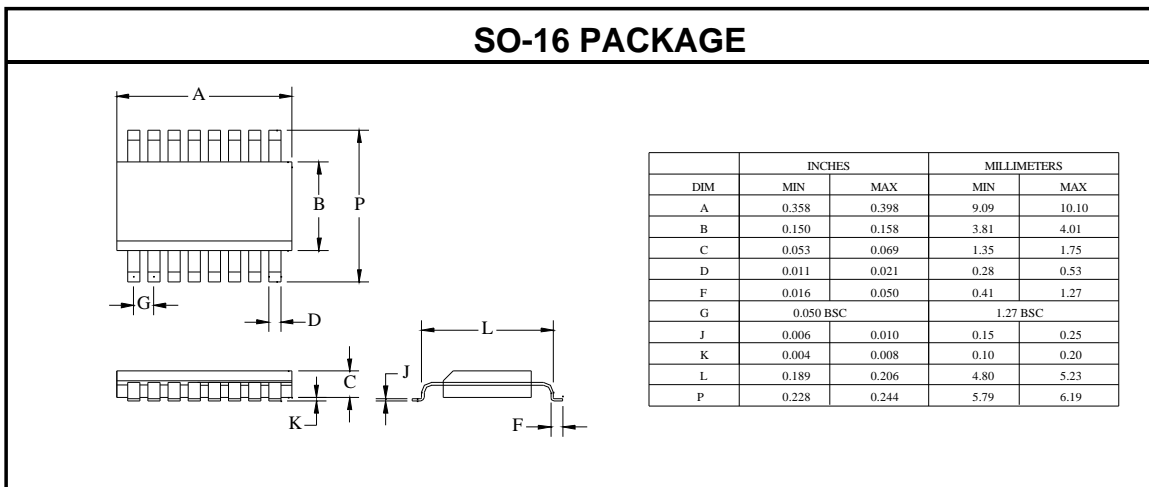 SO-16 PACKAGE
A
B
P
G
D
L
C
J
K
F
INCHES MILLIMETERS
DIM MIN MAX MIN MAX
A 0.358 0.398 9.09 10.10
B 0.150 0.158 3.81 4.01
C 0.053 0.069 1.35 1.75
D 0.011 0.021 0.28 0.53
F 0.016 0.050 0.41 1.27
G 0.050 BSC 1.27 BSC
J 0.006 0.010 0.15 0.25
K 0.004 0.008 0.10 0.20
L 0.189 0.206 4.80 5.23
P 0.228 0.244 5.79 6.19